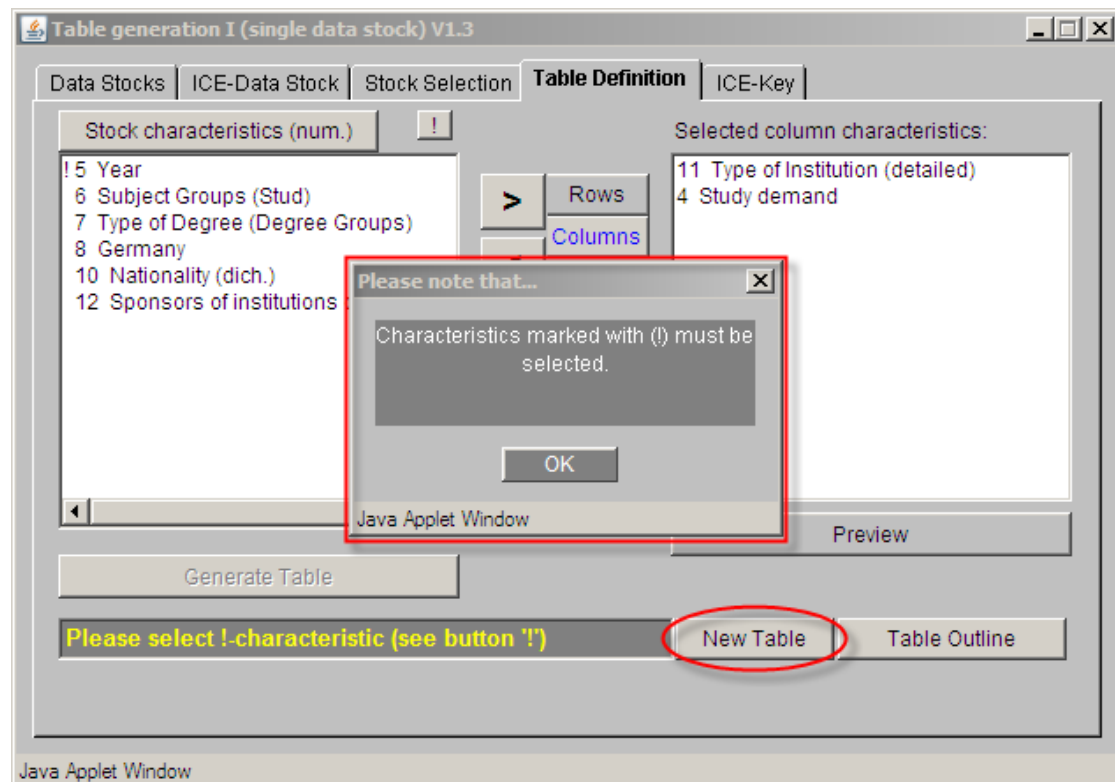 Table generation I (single data stock) V1.3
Data Stocks ICE-Data Stock Stock Selection Table Definition ICE-Key
Stock characteristics (num.) ! Selected column characteristics:
! 5 Year
6 Subject Groups (Stud)
7 Type of Degree (Degree Groups)
8 Germany
10 Nationality (dich.)
12 Sponsors of institutions
> Rows
Columns
11 Type of Institution (detailed)
4 Study demand
Please note that...
Characteristics marked with (!) must be
selected.
OK
Java Applet Window
Preview
Generate Table
Please select !-characteristic (see button '!') New Table Table Outline
Java Applet Window